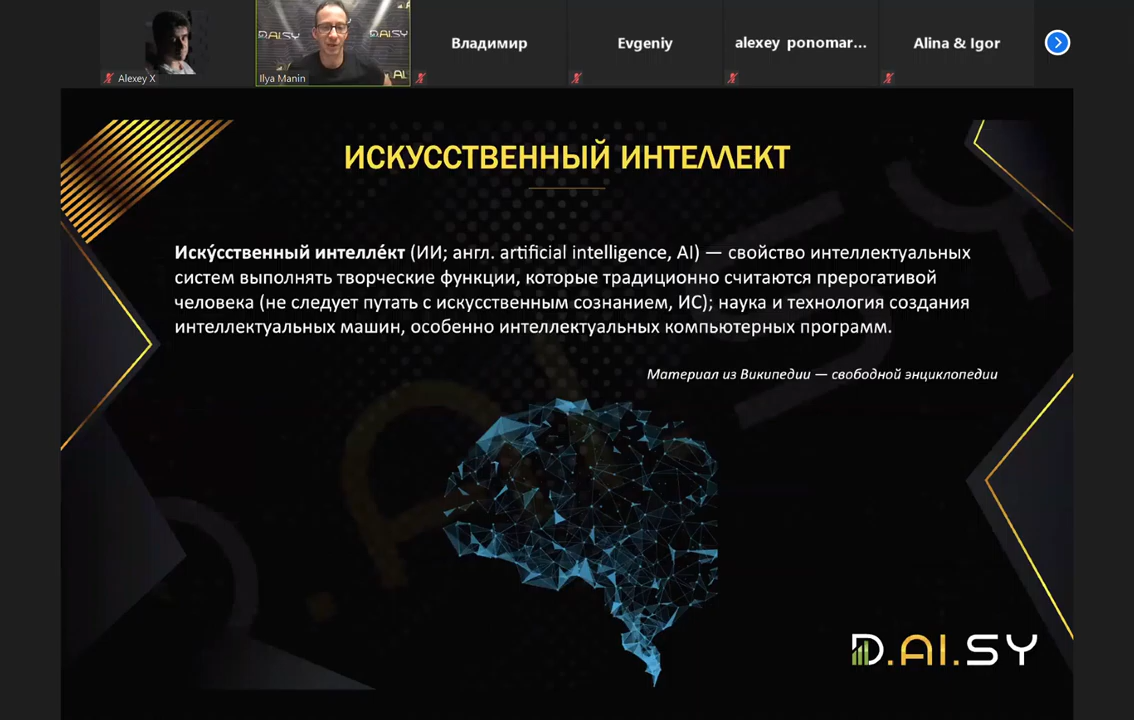 Alexey X
D.AI.SY
Ilya Manin
Владимир
Evgeniy
alexey ponomar...
Alina & Igor
ИСКУССТВЕННЫЙ ИНТЕЛЛЕКТ
Иску́сственный интелле́кт (ИИ; англ. artificial intelligence, AI) — свойство интеллектуальных
систем выполнять творческие функции, которые традиционно считаются прерогативой
человека (не следует путать с искусственным сознанием, ИС); наука и технология создания
интеллектуальных машин, особенно интеллектуальных компьютерных программ.
Материал из Википедии — свободной энциклопедии
D.AI.SY